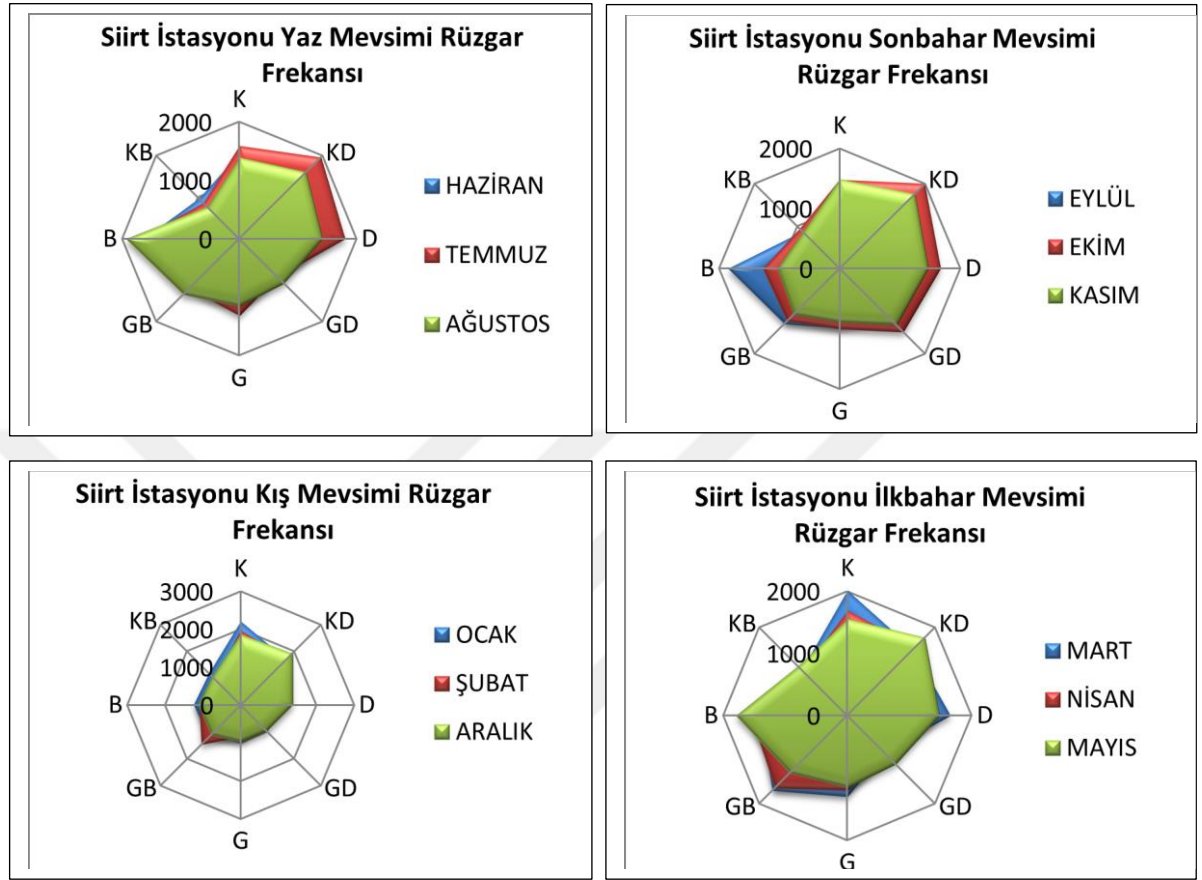 Siirt İstasyonu Yaz Mevsimi Rüzgar
Frekansı
K
2000
KB
KD
1000
B
0
D
GB
GD
G
HAZİRAN
TEMMUZ
AĞUSTOS
Siirt İstasyonu Sonbahar Mevsimi
Rüzgar Frekansı
K
2000
KB
KD
1000
B
0
D
GB
GD
G
EYLÜL
EKİM
KASIM
Siirt İstasyonu Kış Mevsimi Rüzgar
Frekansı
K
3000
KB
2000
KD
1000
B
0
D
GB
GD
G
OCAK
ŞUBAT
ARALIK
Siirt İstasyonu İlkbahar Mevsimi
Rüzgar Frekansı
K
2000
KB
KD
1000
B
0
D
GB
GD
G
MART
NİSAN
MAYIS